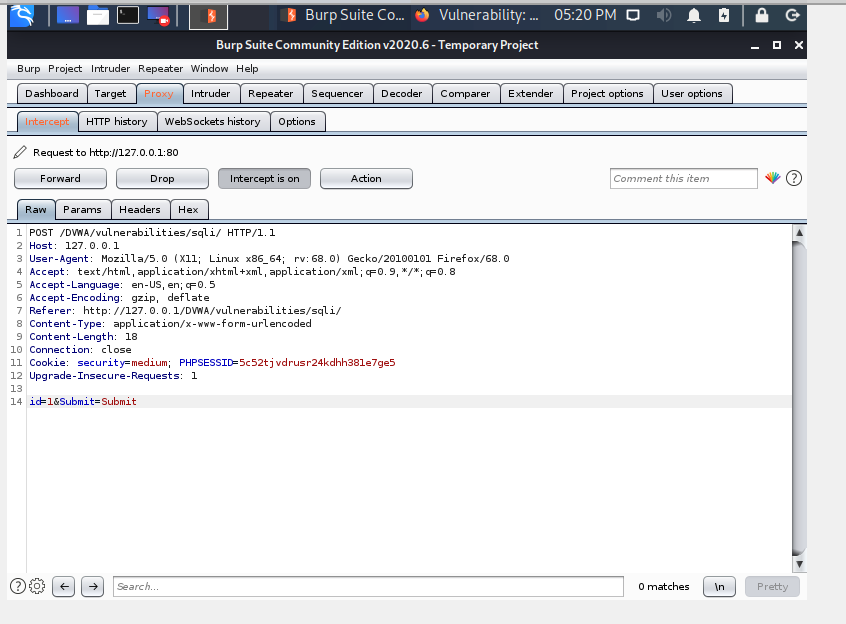 Burp Suite Co... Vulnerability: ... 05:20 PM
Burp Suite Community Edition v2020.6 - Temporary Project
Burp Project Intruder Repeater Window Help
Dashboard Target Proxy Intruder Repeater Sequencer Decoder Comparer Extender Project options User options
Intercept HTTP history WebSockets history Options
Request to http://127.0.0.1:80
Forward Drop Intercept is on Action Comment this item ?
Raw Params Headers Hex
1 POST /DVWA/vulnerabilities/sqli/ HTTP/1.1
2 Host: 127.0.0.1
3 User-Agent: Mozilla/5.0 (X11; Linux x86_64; rv:68.0) Gecko/20100101 Firefox/68.0
4 Accept: text/html,application/xhtml+xml,application/xml;q=0.9,*/*;q=0.8
5 Accept-Language: en-US,en;q=0.5
6 Accept-Encoding: gzip, deflate
7 Referer: http://127.0.0.1/DVWA/vulnerabilities/sqli/
8 Content-Type: application/x-www-form-urlencoded
9 Content-Length: 18
10 Connection: close
11 Cookie: security=medium; PHPSESSID=5c52tjvdrusr24kdhh381e7ge5
12 Upgrade-Insecure-Requests: 1
13
14 id=1&Submit=Submit
? Search... 0 matches \n Pretty